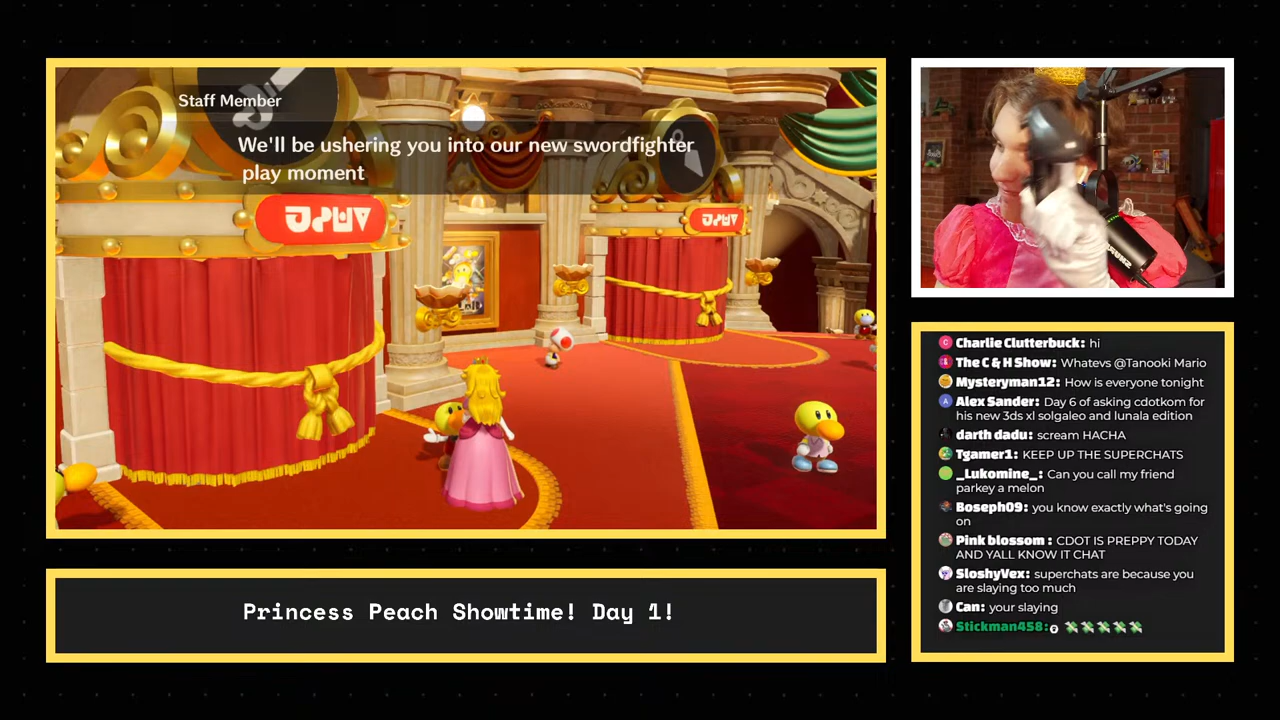 Staff Member
We'll be ushering you into our new swordfighter
play moment
Princess Peach Showtime! Day 1!
C Charlie Clutterbuck: hi
The C & H Show: Whatevs @Tanooki Mario
Mysteryman12: How is everyone tonight
A Alex Sander: Day 6 of asking cdotkom for
his new 3ds xl solgaleo and lunala edition
darth dadu: scream HACHA
Tgamer1: KEEP UP THE SUPERCHATS
_Lukomine_: Can you call my friend
parkey a melon
Boseph09: you know exactly what's going
on
Pink blossom : CDOT IS PREPPY TODAY
AND YALL KNOW IT CHAT
SloshyVex: superchats are because you
are slaying too much
Can: your slaying
Stickman458: